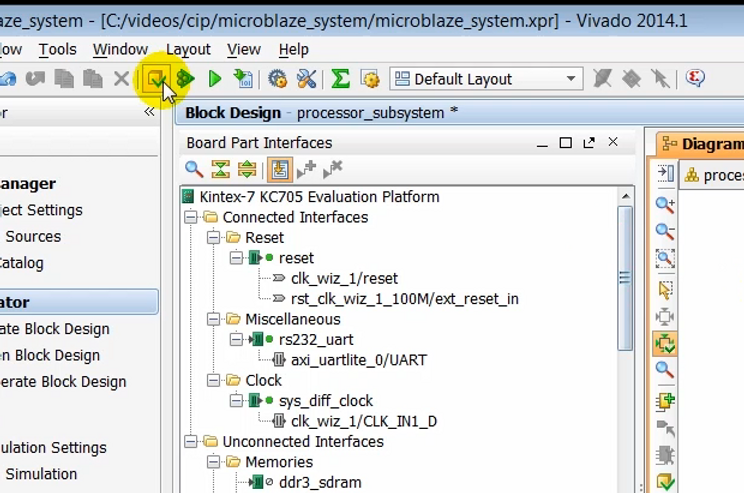 aze_system - [C:/videos/cip/microblaze_system/microblaze_system.xpr] - Vivado 2014.1
ow Tools Window Layout View Help
Default Layout
or
Block Design - processor_subsystem *
Board Part Interfaces
Diagram
proces
anager
ject Settings
Sources
Catalog
ator
ate Block Design
en Block Design
erate Block Design
ulation Settings
Simulation
Kintex-7 KC705 Evaluation Platform
Connected Interfaces
Reset
reset
clk_wiz_1/reset
rst_clk_wiz_1_100M/ext_reset_in
Miscellaneous
rs232_uart
axi_uartlite_0/UART
Clock
sys_diff_clock
clk_wiz_1/CLK_IN1_D
Unconnected Interfaces
Memories
ddr3_sdram